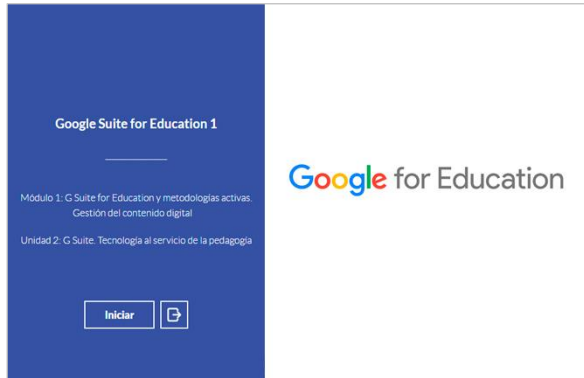 Google Suite for Education 1
Módulo 1: G Suite for Education y metodologías activas.
Gestión del contenido digital
Unidad 2: G Suite. Tecnología al servicio de la pedagogía
Iniciar
Google for Education